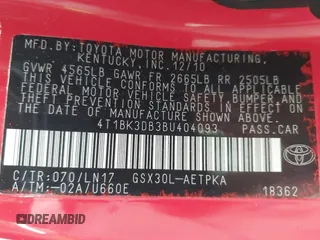 MFD.BY:TOYOTA MOTOR MANUFACTURING,
KENTUCKY,INC.12/10
GVWR 4565LB GAWR FR 2665LB RR 2505LB
THIS VEHICLE CONFORMS TO ALL APPLICABLE
FEDERAL MOTOR VEHICLE SAFETY, BUMPER, AND
THEFT PREVENTION STANDARDS IN EFFECT ON THE
DATE OF MANUFACTURE SHOWN ABOVE.
4T1BK3DB3BU404093 PASS.CAR
C/TR:070/LN17 GSX30L-AETPKA
A/TM:-02A/U660E
TOYOTA
18362
DREAMBID